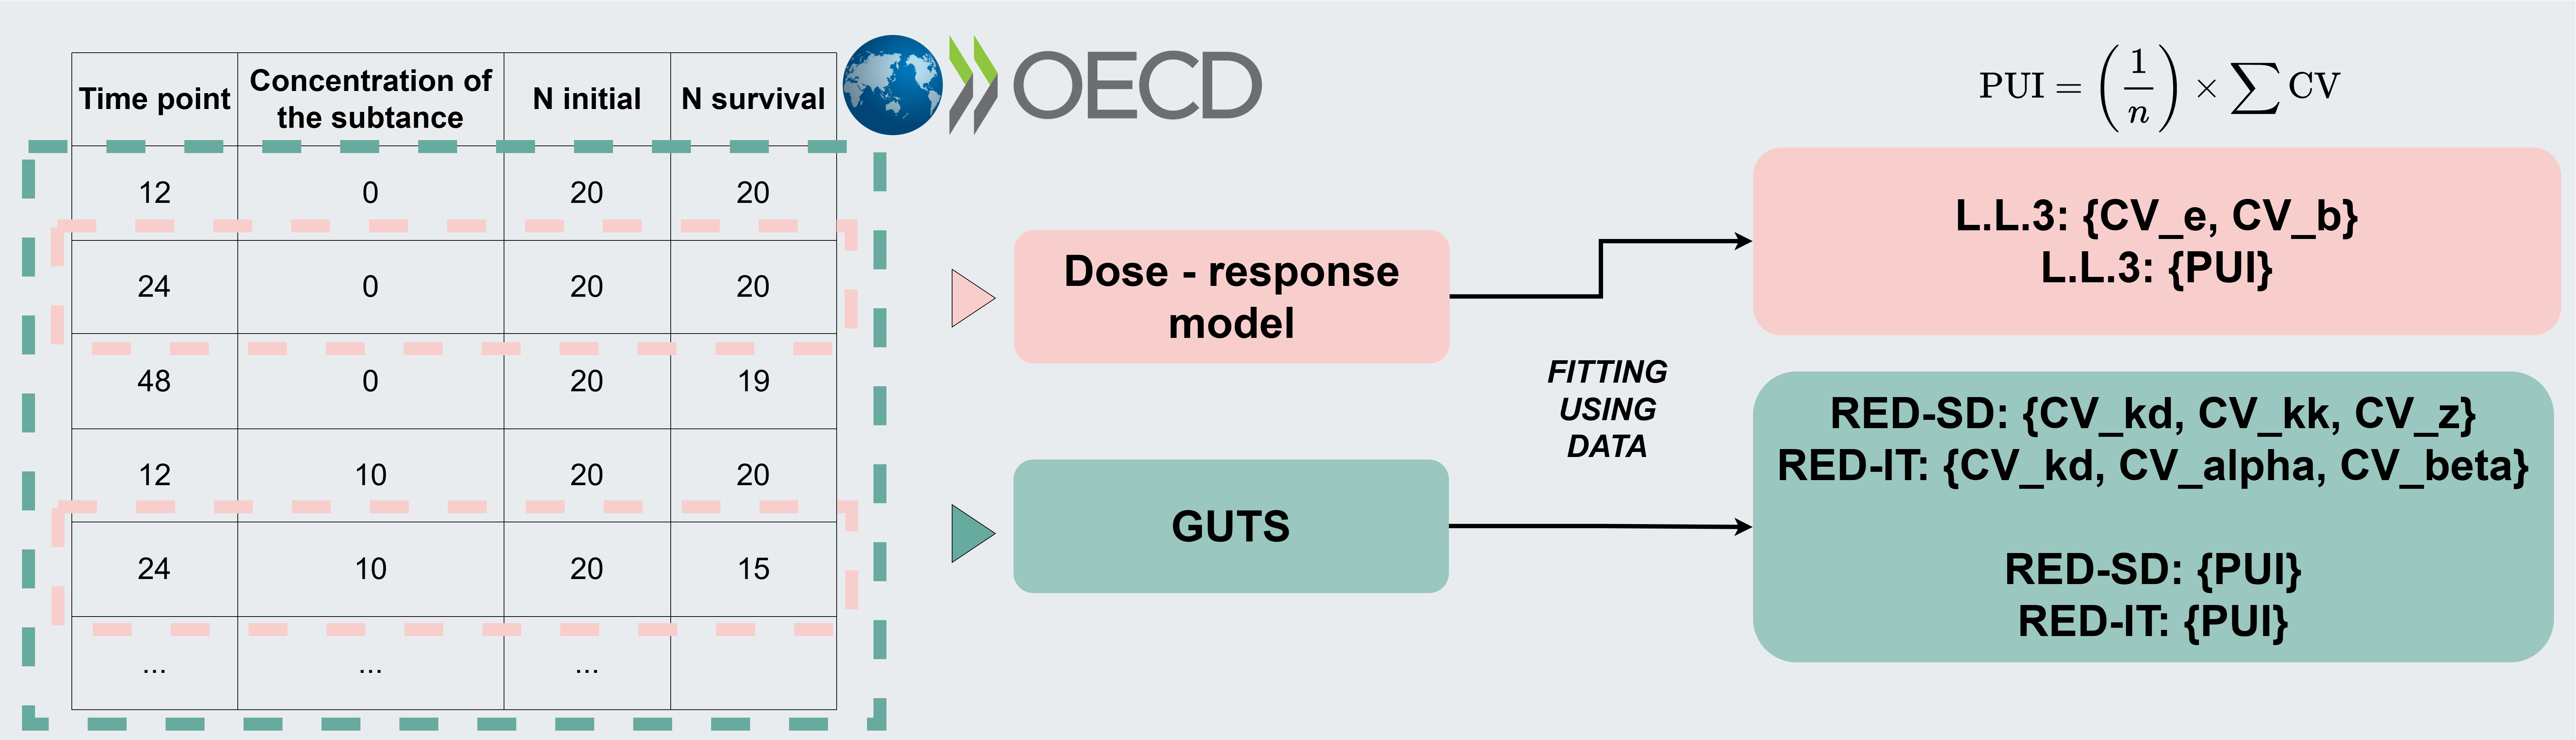 Time point Concentration of the subtance N initial N survival
12 0 20 20
24 0 20 20
48 0 20 19
12 10 20 20
24 10 20 15
... ... ...
OECD
Dose - response
model
GUTS
FITTING
USING
DATA
PUI = (1/n) × ∑ CV
L.L.3: {CV_e, CV_b}
L.L.3: {PUI}
RED-SD: {CV_kd, CV_kk, CV_z}
RED-IT: {CV_kd, CV_alpha, CV_beta}
RED-SD: {PUI}
RED-IT: {PUI}